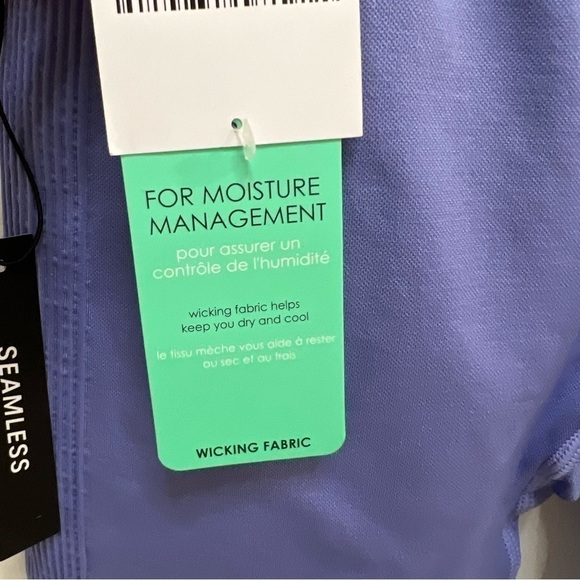 FOR MOISTURE
MANAGEMENT
pour assurer un
contrôle de l'humidité
wicking fabric helps
keep you dry and cool
le tissu mèche vous aide à rester
au sec et au frais
WICKING FABRIC
SEAMLESS